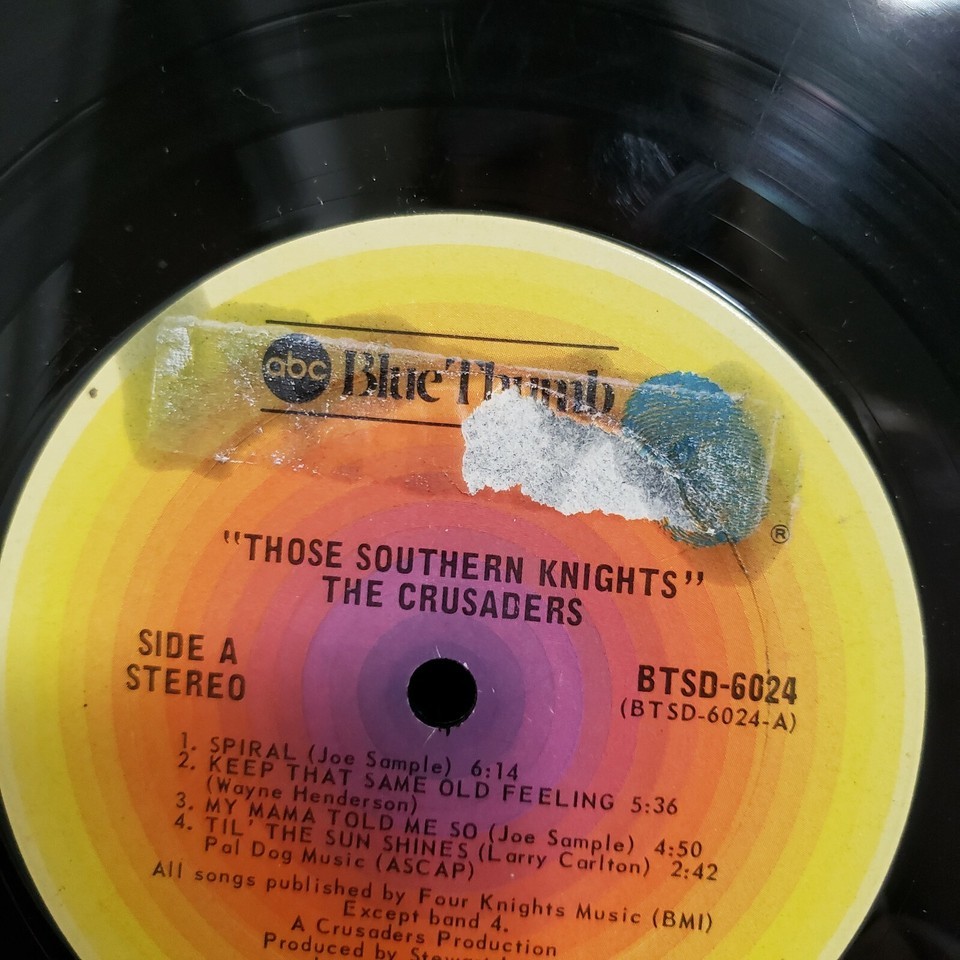 abc Blue Thumb
®
"THOSE SOUTHERN KNIGHTS"
THE CRUSADERS
SIDE A
STEREO
BTSD-6024
(BTSD-6024-A)
1. SPIRAL (Joe Sample) 6:14
2. KEEP THAT SAME OLD FEELING 5:36
(Wayne Henderson)
3. MY MAMA TOLD ME SO (Joe Sample) 4:50
4. TIL' THE SUN SHINES (Larry Carlton) 2:42
Pal Dog Music (ASCAP)
All songs published by Four Knights Music (BMI)
Except band 4.
A Crusaders Production
Produced by